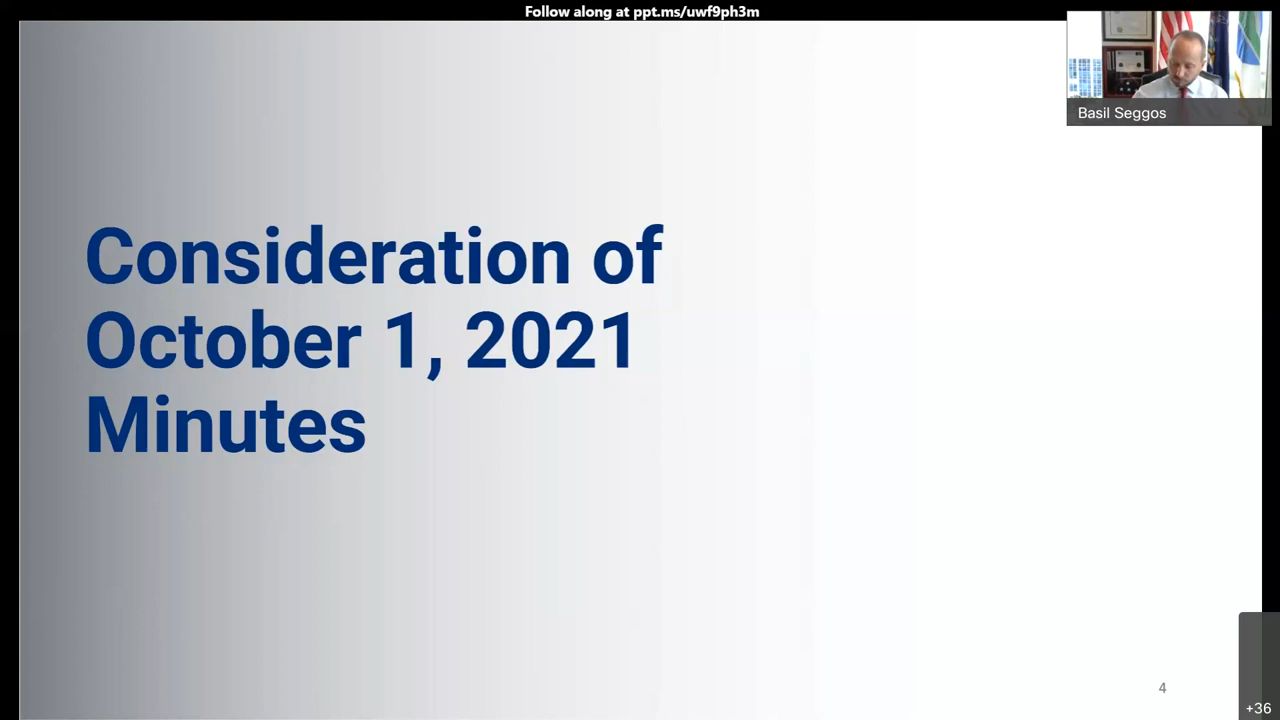 Follow along at ppt.ms/uwf9ph3m
Basil Seggos
Consideration of
October 1, 2021
Minutes
4
+36